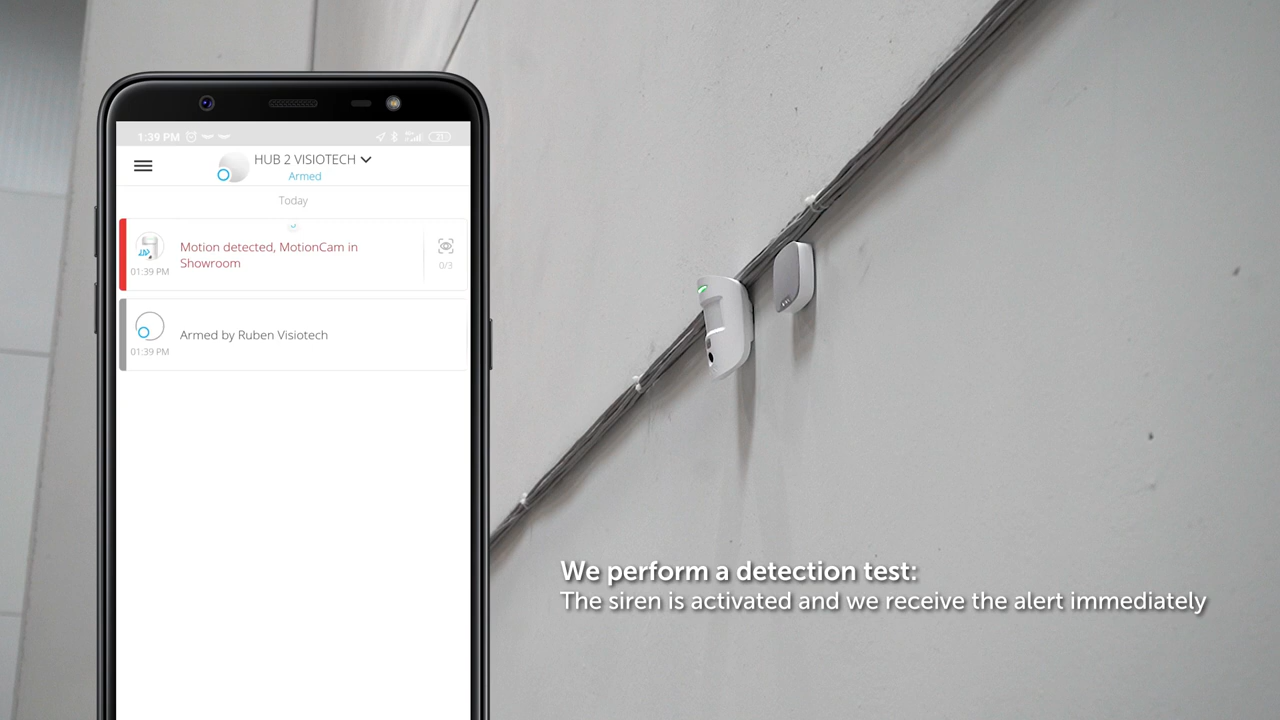 1:39 PM
21
HUB 2 VISIOTECH
Armed
Today
Motion detected, MotionCam in
Showroom
01:39 PM
0/3
Armed by Ruben Visiotech
01:39 PM
We perform a detection test:
The siren is activated and we receive the alert immediately